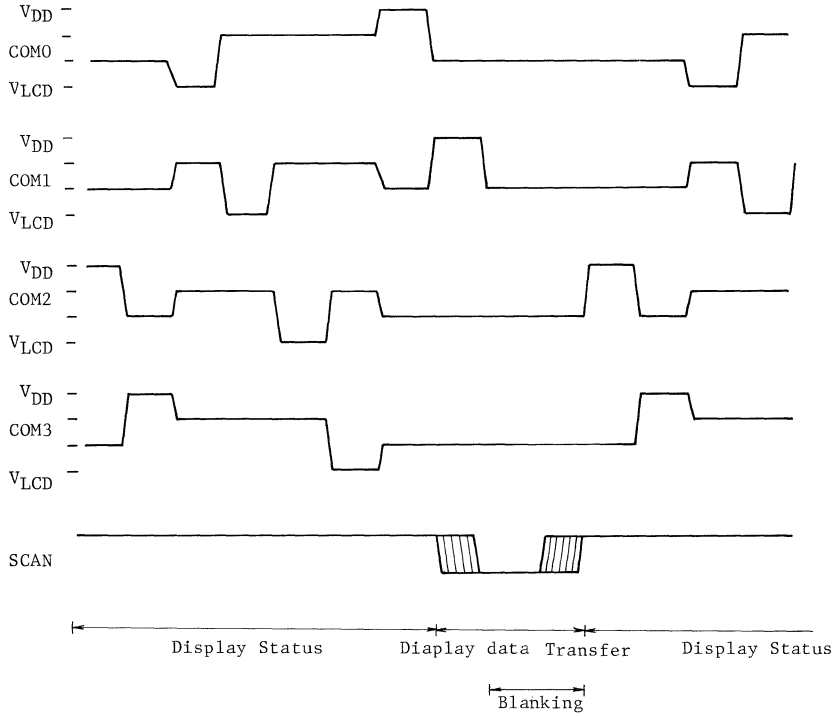 VDD
COM0
VLCD
VDD
COM1
VLCD
VDD
COM2
VLCD
VDD
COM3
VLCD
SCAN
Display Status
Diaplay data Transfer
Display Status
Blanking